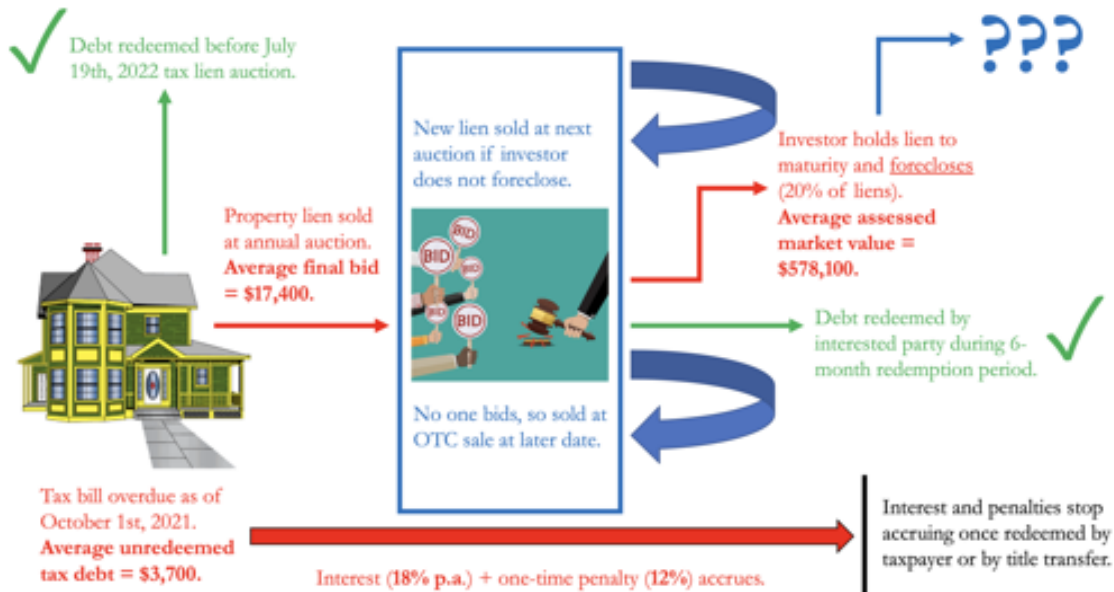 Debt redeemed before July
19th, 2022 tax lien auction.
???
New lien sold at next
auction if investor
does not foreclose.
Investor holds lien to
maturity and forecloses
(20% of liens).
Average assessed
market value =
$578,100.
Property lien sold
at annual auction.
Average final bid
= $17,400.
BID
BID
BID
BID
BID
Debt redeemed by
interested party during 6-
month redemption period.
No one bids, so sold at
OTC sale at later date.
Tax bill overdue as of
October 1st, 2021.
Average unredeemed
tax debt = $3,700.
Interest and penalties stop
accruing once redeemed by
taxpayer or by title transfer.
Interest (18% p.a.) + one-time penalty (12%) accrues.